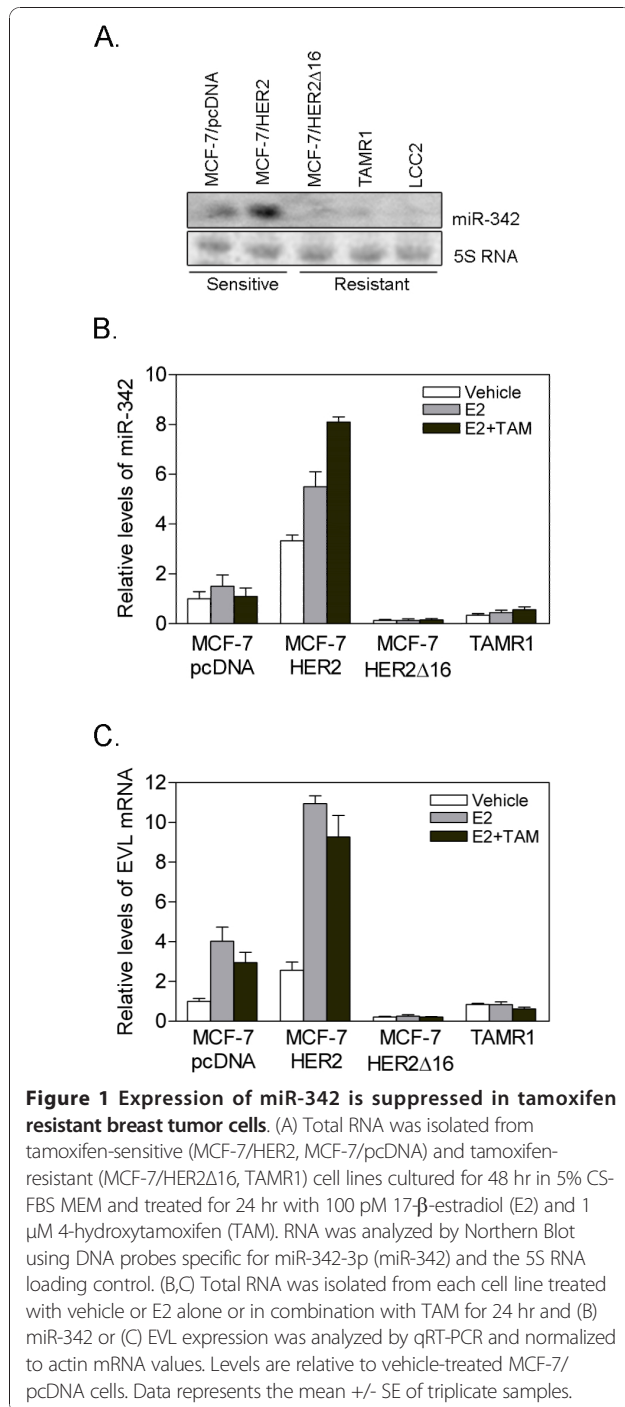 A.
MCF-7/pcDNA
MCF-7/HER2
MCF-7/HER2Δ16
TAMR1
LCC2
miR-342
5S RNA
Sensitive Resistant
B.
Relative levels of miR-342
10
8
6
4
2
0
Vehicle
E2
E2+TAM
MCF-7 MCF-7 MCF-7 TAMR1
pcDNA HER2 HER2Δ16
C.
Relative levels of EVL mRNA
12
10
8
6
4
2
0
Vehicle
E2
E2+TAM
MCF-7 MCF-7 MCF-7 TAMR1
pcDNA HER2 HER2Δ16
Figure 1 Expression of miR-342 is suppressed in tamoxifen
resistant breast tumor cells. (A) Total RNA was isolated from
tamoxifen-sensitive (MCF-7/HER2, MCF-7/pcDNA) and tamoxifen-
resistant (MCF-7/HER2Δ16, TAMR1) cell lines cultured for 48 hr in 5% CS-
FBS MEM and treated for 24 hr with 100 pM 17-β-estradiol (E2) and 1
μM 4-hydroxytamoxifen (TAM). RNA was analyzed by Northern Blot
using DNA probes specific for miR-342-3p (miR-342) and the 5S RNA
loading control. (B,C) Total RNA was isolated from each cell line treated
with vehicle or E2 alone or in combination with TAM for 24 hr and (B)
miR-342 or (C) EVL expression was analyzed by qRT-PCR and normalized
to actin mRNA values. Levels are relative to vehicle-treated MCF-7/
pcDNA cells. Data represents the mean +/- SE of triplicate samples.